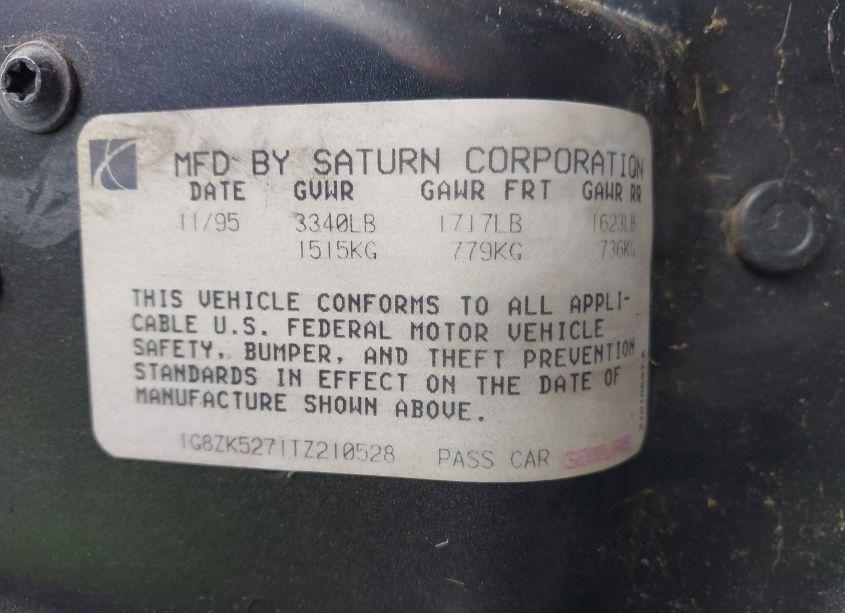 MFD BY SATURN CORPORATION
DATE GVWR GAWR FRT GAWR RR
11/95 3340LB 1717LB 1623LB
1515KG 779KG 736KG
THIS VEHICLE CONFORMS TO ALL APPLI-
CABLE U.S. FEDERAL MOTOR VEHICLE
SAFETY, BUMPER, AND THEFT PREVENTION
STANDARDS IN EFFECT ON THE DATE OF
MANUFACTURE SHOWN ABOVE.
1G8ZK5271TZ210528 PASS CAR